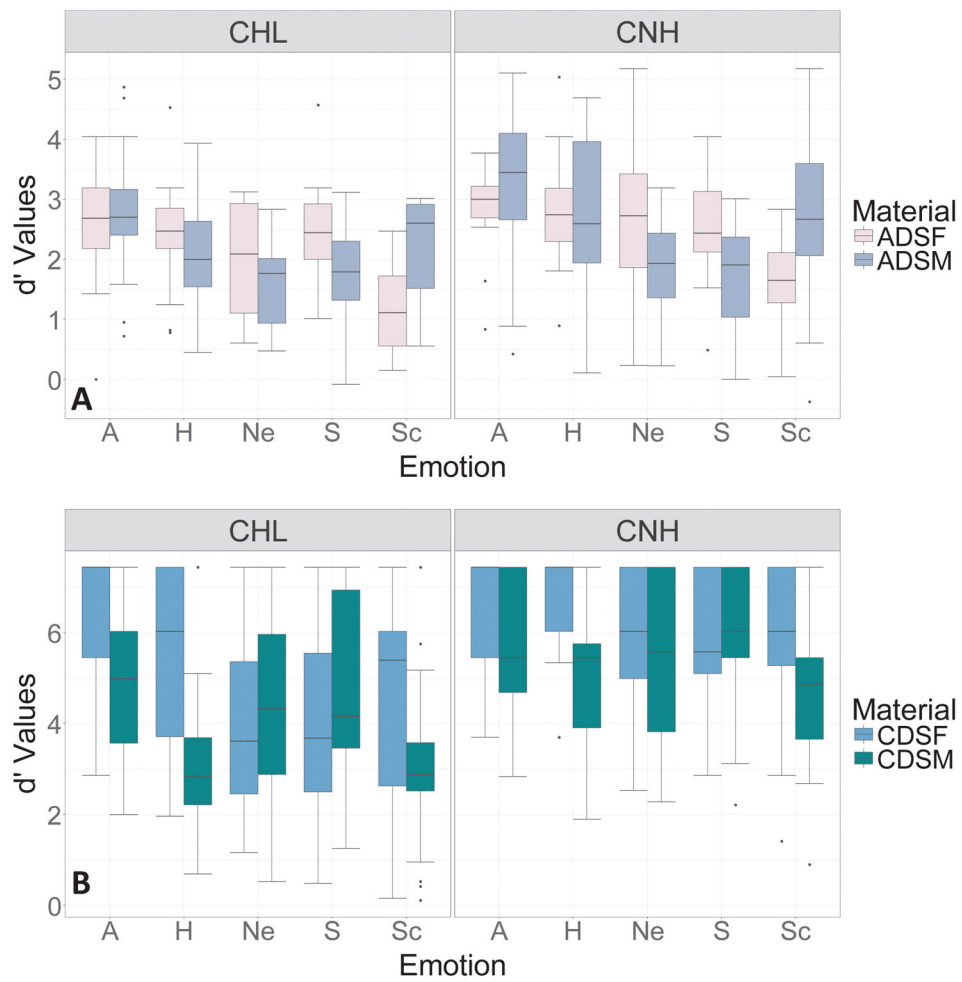 CHL CNH
5
4
3
2
1
0
d' Values
A
A H Ne S Sc A H Ne S Sc
Emotion
Material
ADSF
ADSM
CHL CNH
6
4
2
0
d' Values
B
A H Ne S Sc A H Ne S Sc
Emotion
Material
CDSF
CDSM